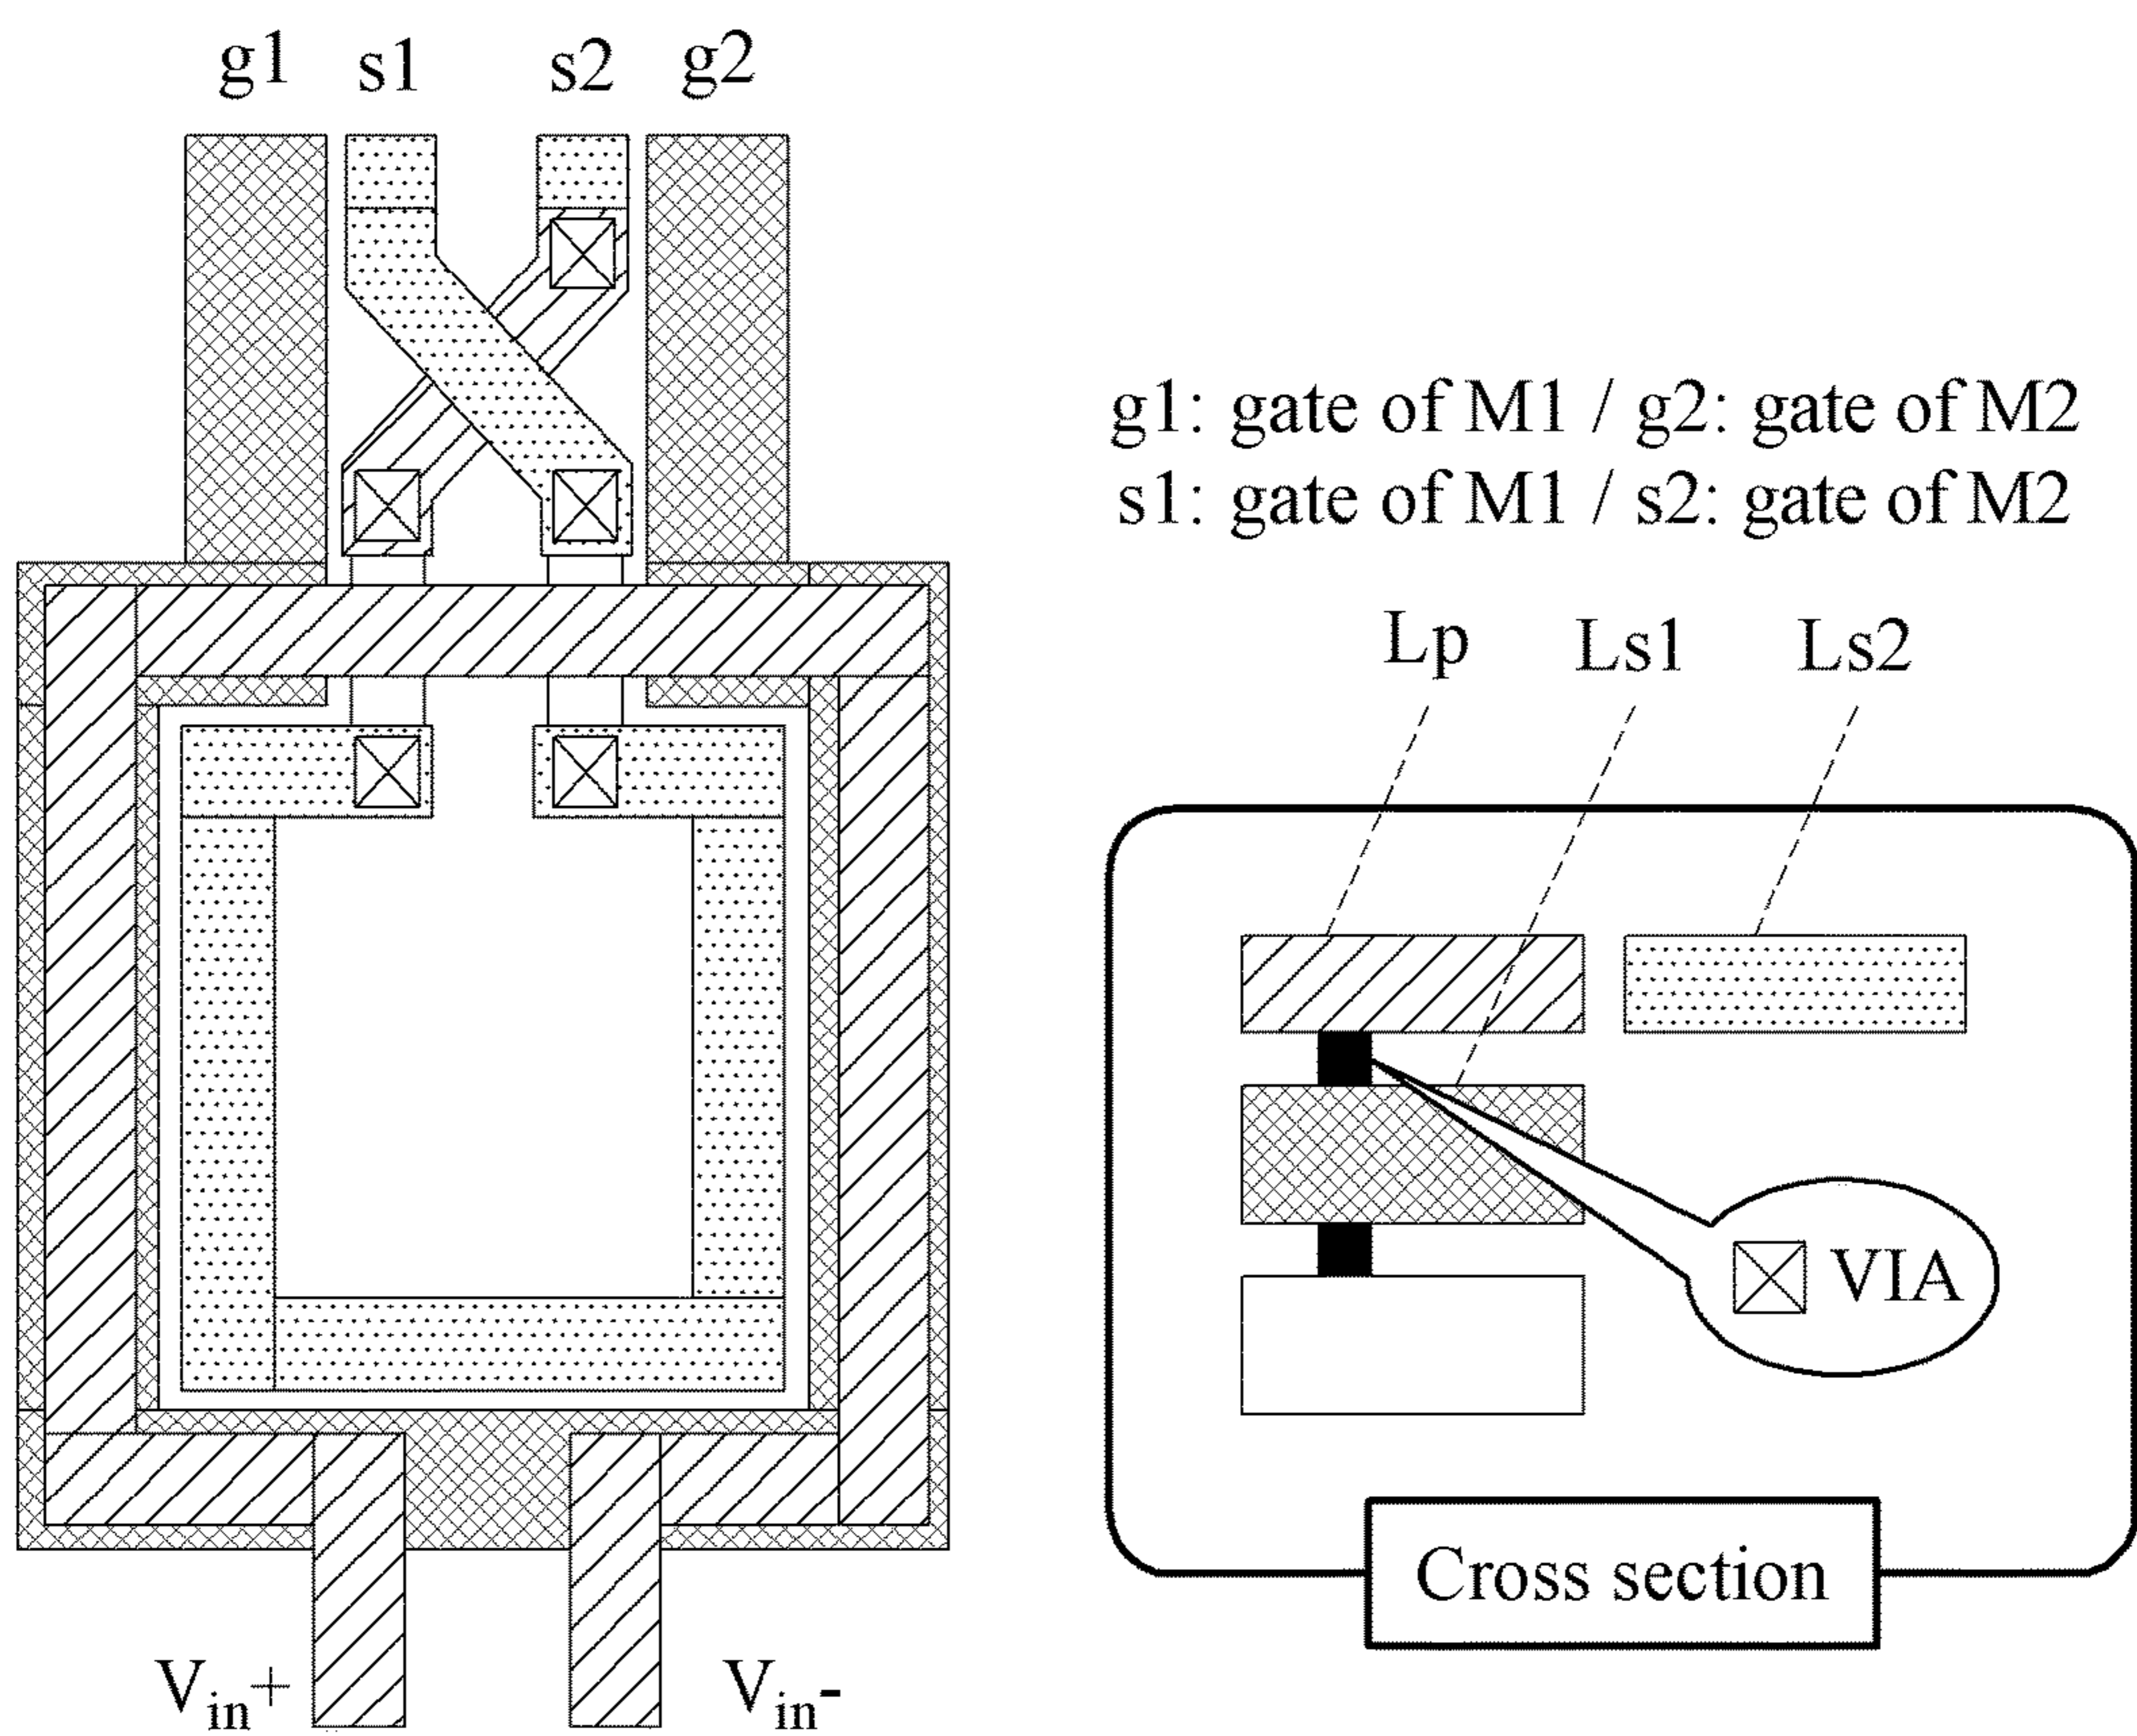 g1 s1 s2 g2
g1: gate of M1 / g2: gate of M2
s1: gate of M1 / s2: gate of M2
Lp Ls1 Ls2
VIA
Cross section
Vin+ Vin-